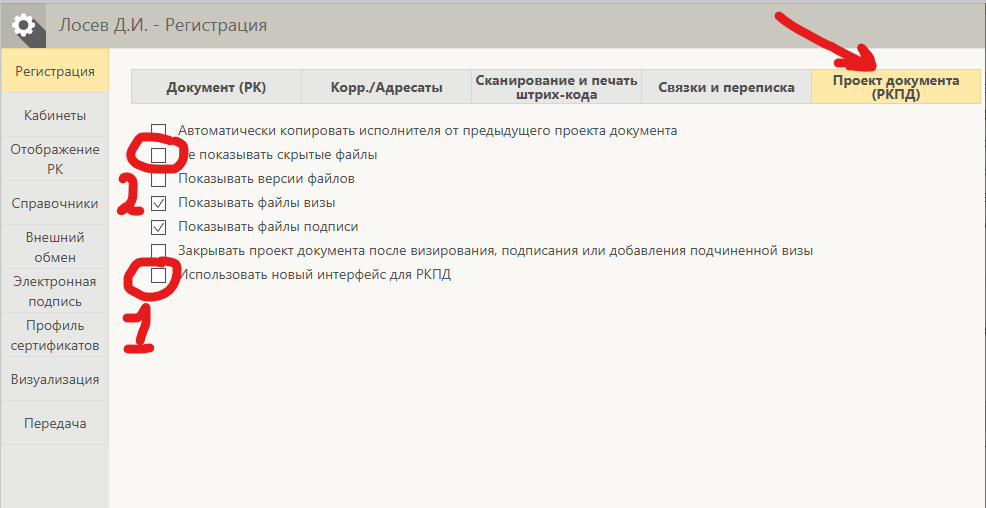 Лосев Д.И. - Регистрация
Регистрация
Кабинеты
Отображение
РК
Справочники
Внешний
обмен
Электронная
подпись
Профиль
сертификатов
Визуализация
Передача
Документ (РК)
Корр./Адресаты
Сканирование и печать
штрих-кода
Связки и переписка
Проект документа
(РКПД)
Автоматически копировать исполнителя от предыдущего проекта документа
е показывать скрытые файлы
Показывать версии файлов
2
Показывать файлы визы
Показывать файлы подписи
Закрывать проект документа после визирования, подписания или добавления подчиненной визы
Использовать новый интерфейс для РКПД
1